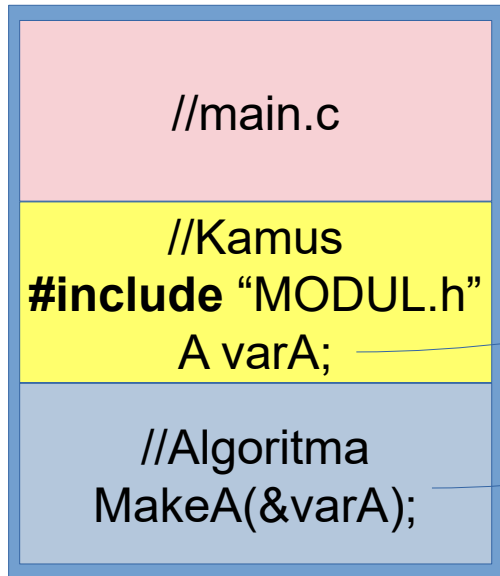 //main.c
//Kamus
#include “MODUL.h”
A varA;
//Algoritma
MakeA(&varA);